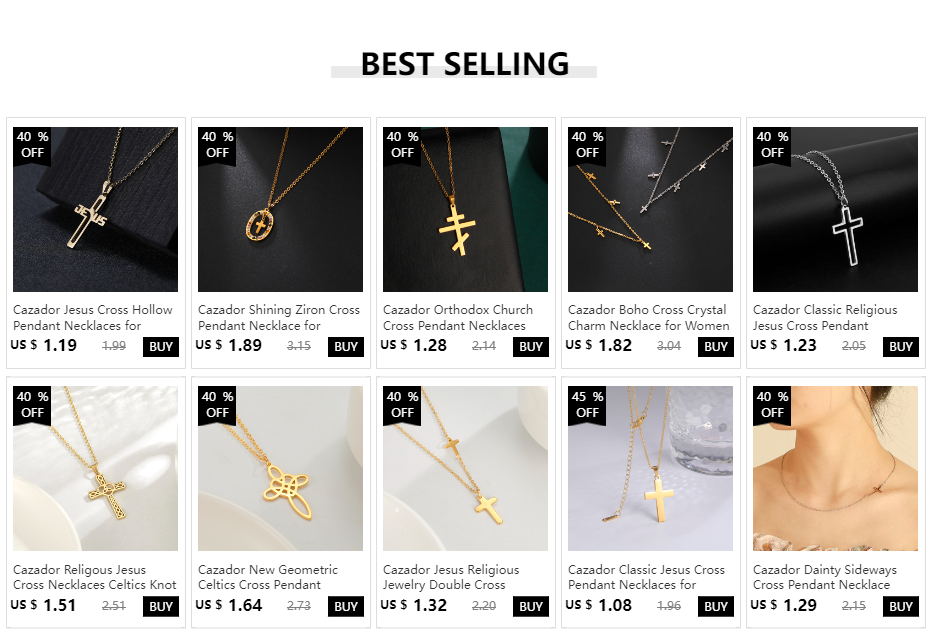 BEST SELLING
40 %
OFF
40 %
OFF
40 %
OFF
40 %
OFF
40 %
OFF
JESUS
Cazador Jesus Cross Hollow
Pendant Necklaces for
US $ 1.19 1.99 BUY
Cazador Shining Ziron Cross
Pendant Necklace for
US $ 1.89 3.15 BUY
Cazador Orthodox Church
Cross Pendant Necklaces
US $ 1.28 2.14 BUY
Cazador Boho Cross Crystal
Charm Necklace for Women
US $ 1.82 3.04 BUY
Cazador Classic Religious
Jesus Cross Pendant
US $ 1.23 2.05 BUY
40 %
OFF
40 %
OFF
40 %
OFF
45 %
OFF
40 %
OFF
Cazador Religous Jesus
Cross Necklaces Celtics Knot
US $ 1.51 2.51 BUY
Cazador New Geometric
Celtics Cross Pendant
US $ 1.64 2.73 BUY
Cazador Jesus Religious
Jewelry Double Cross
US $ 1.32 2.20 BUY
Cazador Classic Jesus Cross
Pendant Necklaces for
US $ 1.08 1.96 BUY
Cazador Dainty Sideways
Cross Pendant Necklace
US $ 1.29 2.15 BUY